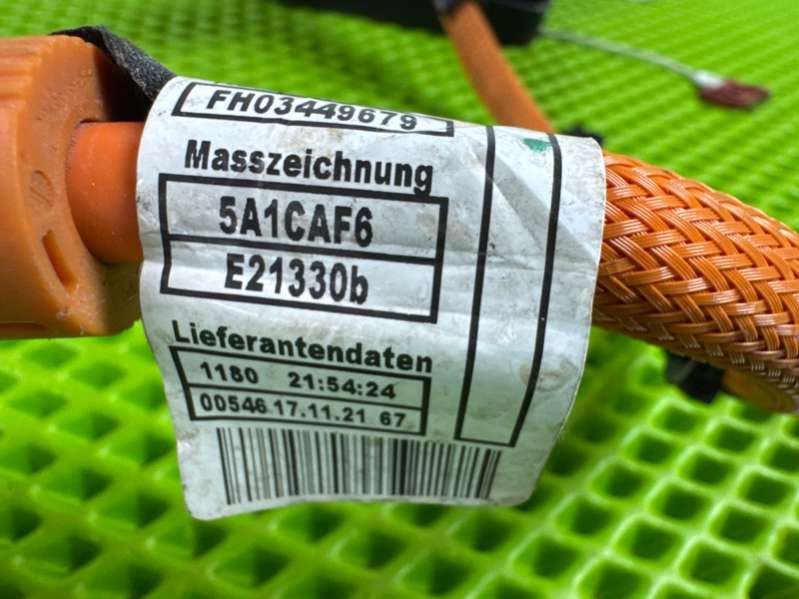 FH03449679
Masszeichnung
5A1CAF6
E21330b
Lieferantendaten
1180 21:54:24
00546 17.11.21 67